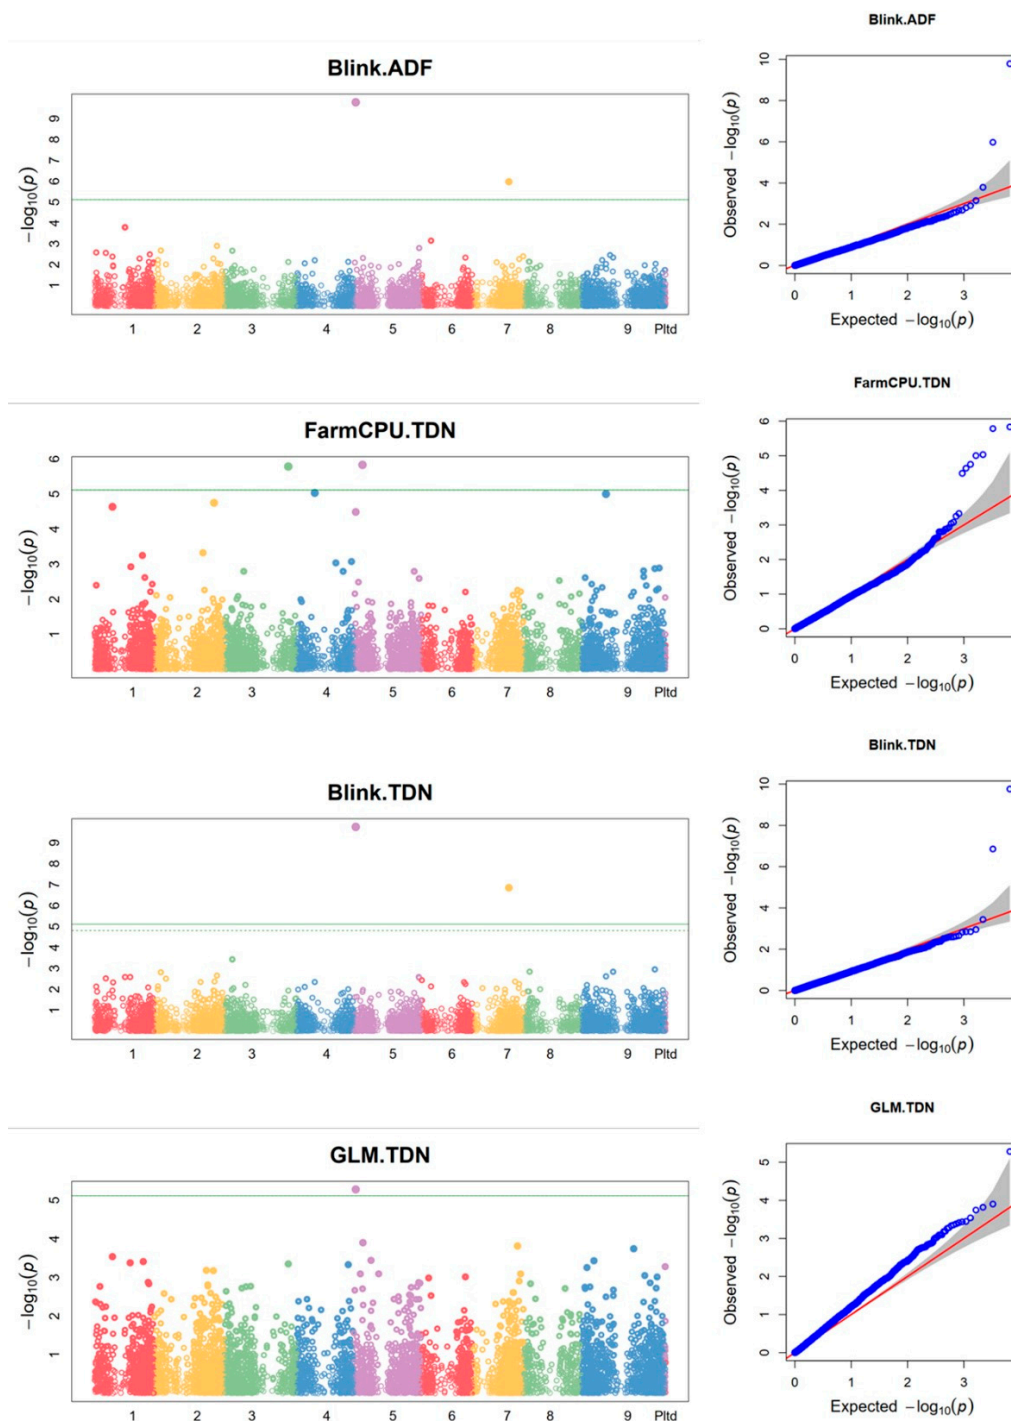 Blink.ADF
−log10(p)
9
8
7
6
5
4
3
2
1
1 2 3 4 5 6 7 8 9 Pltd
Blink.ADF
Observed −log10(p)
10
8
6
4
2
0
0 1 2 3
Expected −log10(p)
FarmCPU.TDN
−log10(p)
6
5
4
3
2
1
1 2 3 4 5 6 7 8 9 Pltd
FarmCPU.TDN
Observed −log10(p)
6
5
4
3
2
1
0
0 1 2 3
Expected −log10(p)
Blink.TDN
−log10(p)
9
8
7
6
5
4
3
2
1
1 2 3 4 5 6 7 8 9 Pltd
Blink.TDN
Observed −log10(p)
10
8
6
4
2
0
0 1 2 3
Expected −log10(p)
GLM.TDN
−log10(p)
5
4
3
2
1
1 2 3 4 5 6 7 8 9 Pltd
GLM.TDN
Observed −log10(p)
5
4
3
2
1
0
0 1 2 3
Expected −log10(p)